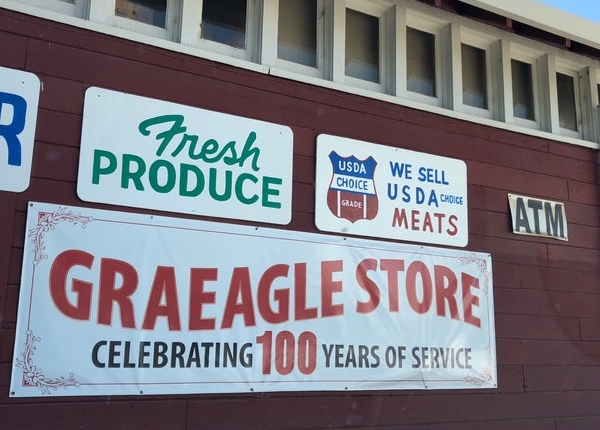 R
Fresh
PRODUCE
USDA
CHOICE
GRADE
WE SELL
USDA CHOICE
MEATS
ATM
GRAEAGLE STORE
CELEBRATING 100 YEARS OF SERVICE